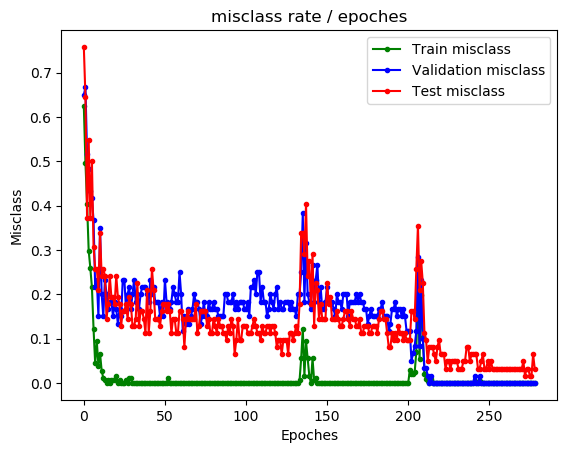 misclass rate / epoches
Train misclass
Validation misclass
Test misclass
Misclass
0.7
0.6
0.5
0.4
0.3
0.2
0.1
0.0
0 50 100 150 200 250
Epoches